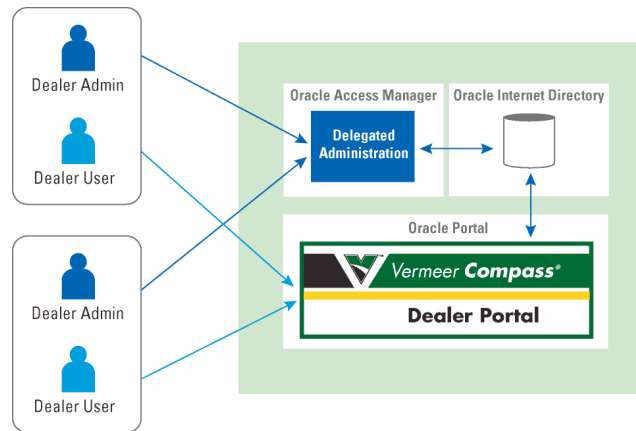 Dealer Admin
Dealer User
Dealer Admin
Dealer User
Oracle Access Manager
Delegated
Administration
Oracle Internet Directory
Oracle Portal
Vermeer Compass®
Dealer Portal